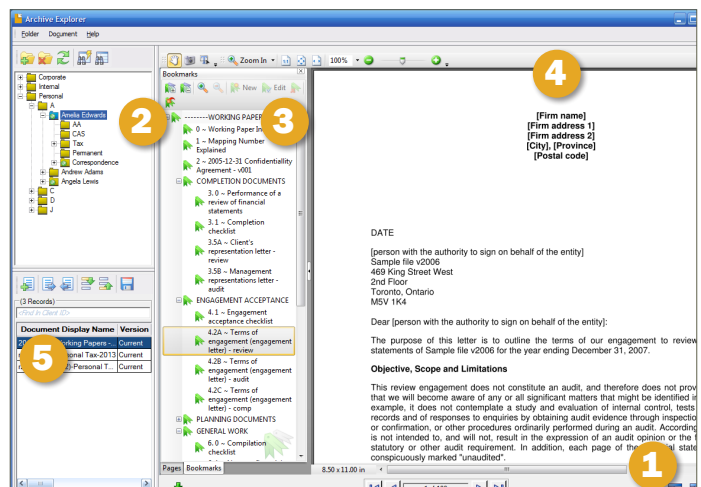 Archive Explorer
Folder Document Help
Zoom In
100%
Corporate
Internal
Personal
A
Amelia Edwards
AA
CAS
Tax
Permanent
Correspondence
Andrew Adams
Angela Lewis
C
D
J
2
(3 Records)
<Find In Client ID>
Document Display Name Version
Working Papers -... Current
Personal Tax-2013 Current
-Personal T... Current
5
Bookmarks
New Edit
3
--------WORKING PAPER
0 ~ Working Paper
1 ~ Mapping Number
Explained
2 ~ 2005-12-31 Confidentiallity
Agreement - v001
COMPLETION DOCUMENTS
3. 0 ~ Performance of a
review of financial
statements
3. 1 ~ Completion
checklist
3.5A ~ Client's
representation letter -
review
3.5B ~ Management
representations letter -
audit
ENGAGEMENT ACCEPTANCE
4. 1 ~ Engagement
acceptance checklist
4.2A ~ Terms of
engagement (engagement
letter) - review
4.2B ~ Terms of
engagement (engagement
letter) - audit
4.2C ~ Terms of
engagement (engagement
letter) - comp.
PLANNING DOCUMENTS
GENERAL WORK
6. 0 ~ Compilation
checklist
Pages Bookmarks
4
[Firm name]
[Firm address 1]
[Firm address 2]
[City], [Province]
[Postal code]
DATE
[person with the authority to sign on behalf of the entity]
Sample file v2006
469 King Street West
2nd Floor
Toronto, Ontario
M5V 1K4
Dear [person with the authority to sign on behalf of the entity]:
The purpose of this letter is to outline the terms of our engagement to review
statements of Sample file v2006 for the year ending December 31, 2007.
Objective, Scope and Limitations
This review engagement does not constitute an audit, and therefore does not prov
that we will become aware of any or all significant matters that might be identified i
example, it does not contemplate a study and evaluation of internal control, tests
records and of responses to enquiries by obtaining audit evidence through inspectio
or confirmation, or other procedures ordinarily performed during an audit. According
is not intended to, and will not, result in the expression of an audit opinion or the
statutory or other audit requirement. In addition, each page of the state
conspicuously marked "unaudited".
1
8.50 x 11.00 in